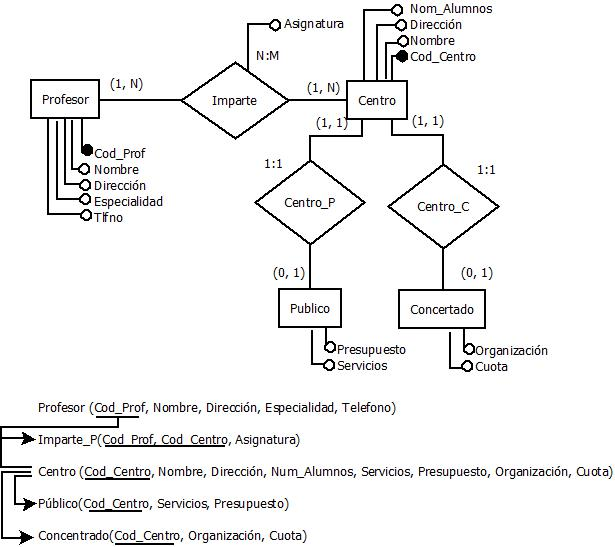 Nom_Alumnos
Asignatura
Dirección
Nombre
Cod_Centro
N:M
(1, N)
(1, N)
Profesor
Imparte
Centro
(1, 1)
(1, 1)
Cod_Prof
Nombre
Dirección
Especialidad
Tlfno
1:1
1:1
Centro_P
Centro_C
(0, 1)
(0, 1)
Publico
Concertado
Presupuesto
Servicios
Organización
Cuota
Profesor (Cod_Prof, Nombre, Dirección, Especialidad, Telefono)
Imparte_P(Cod_Prof, Cod_Centro, Asignatura)
Centro (Cod_Centro, Nombre, Dirección, Num_Alumnos, Servicios, Presupuesto, Organización, Cuota)
Público(Cod_Centro, Servicios, Presupuesto)
Concentrado(Cod_Centro, Organización, Cuota)